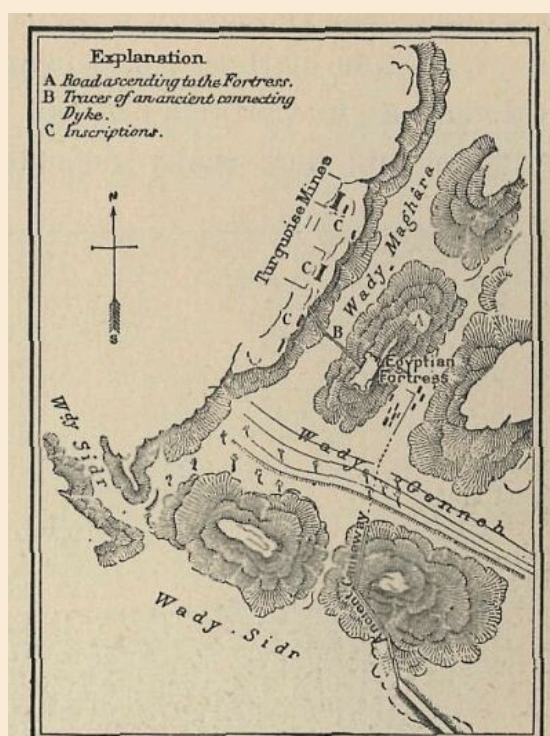 Explanation
A Road ascending to the Fortress.
B Traces of an ancient connecting
Dyke.
C Inscriptions.
N
S
Turquoise Mines
C
C
C
Wady Maghâra
B
A
Egyptian
Fortress
Wdy Sidr
Wady Genneh
Ancient Causeway
Wady Sidr